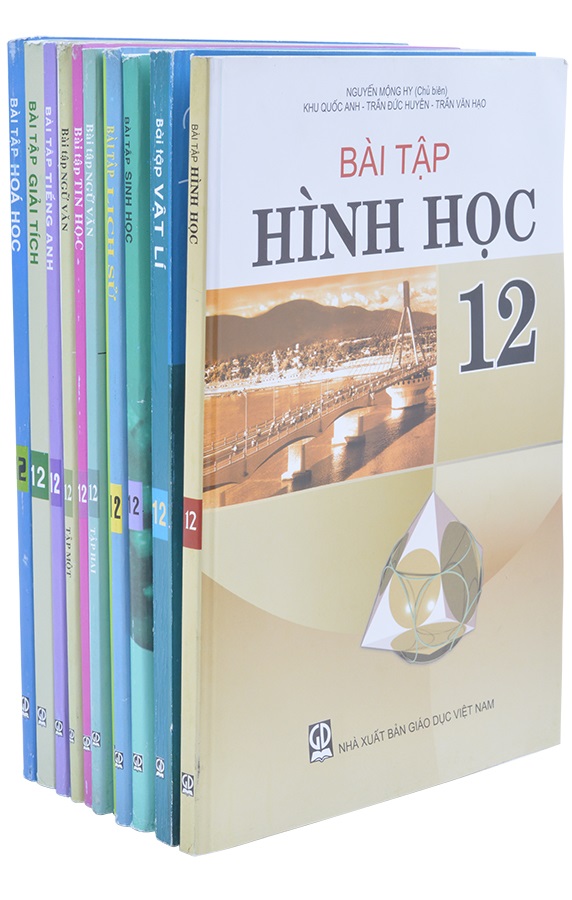 BÀI TẬP HOÁ HỌC
2
BÀI TẬP GIẢI TÍCH
12
BÀI TẬP TIẾNG ANH
12
Bài tập NGỮ VĂN
12
TẬP MỘT
Bài tập TIN HỌC
12
Bài tập NGỮ VĂN
12
TẬP HAI
BÀI TẬP LỊCH SỬ
12
BÀI TẬP SINH HỌC
12
Bài tập VẬT LÍ
12
BÀI TẬP HÌNH HỌC
12
NGUYỄN MỘNG HY (Chủ biên)
KHU QUỐC ANH - TRẦN ĐỨC HUYÊN - TRẦN VĂN HẠO
BÀI TẬP
HÌNH HỌC
12
GD
NHÀ XUẤT BẢN GIÁO DỤC VIỆT NAM